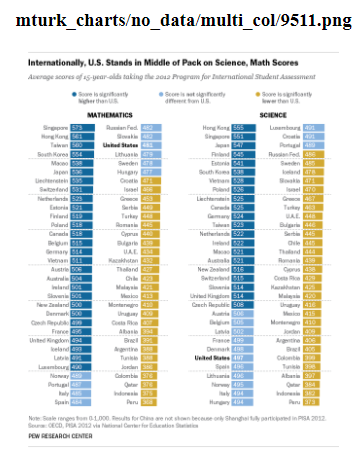 mturk_charts/no_data/multi_col/9511.png
Internationally, U.S. Stands in Middle of Pack on Science, Math Scores
Average scores of 15-year-olds taking the 2012 Program for International Student Assessment
Score is significantly higher than U.S.
Score is not significantly different from U.S.
Score is significantly lower than U.S.
MATHEMATICS SCIENCE
Singapore 573 Russian Fed. 482 Hong Kong 555 Luxembourg 491
Hong Kong 561 Slovakia 482 Singapore 551 Croatia 491
Taiwan 560 United States 481 Japan 547 Portugal 489
South Korea 554 Lithuania 479 Finland 545 Russian Fed. 486
Macao 538 Sweden 478 Estonia 541 Sweden 485
Japan 536 Hungary 477 South Korea 538 Iceland 478
Liechtenstein 535 Croatia 471 Vietnam 528 Slovakia 471
Switzerland 531 Israel 466 Poland 526 Israel 470
Netherlands 523 Greece 453 Liechtenstein 525 Greece 467
Estonia 521 Serbia 449 Canada 525 Turkey 463
Finland 519 Turkey 448 Germany 524 U.A.E. 448
Poland 518 Romania 445 Taiwan 523 Bulgaria 446
Canada 518 Cyprus 440 Netherlands 522 Serbia 445
Belgium 515 Bulgaria 439 Ireland 522 Chile 445
Germany 514 U.A.E. 434 Macao 521 Thailand 444
Vietnam 511 Kazakhstan 432 Australia 521 Romania 439
Austria 506 Thailand 427 New Zealand 516 Cyprus 438
Australia 504 Chile 423 Switzerland 515 Costa Rica 429
Ireland 501 Malaysia 421 Slovenia 514 Kazakhstan 425
Slovenia 501 Mexico 413 United Kingdom 514 Malaysia 420
New Zealand 500 Montenegro 410 Czech Republic 508 Uruguay 416
Denmark 500 Uruguay 409 Austria 506 Mexico 415
Czech Republic 499 Costa Rica 407 Belgium 505 Montenegro 410
France 495 Albania 394 Latvia 502 Jordan 409
United Kingdom 494 Brazil 391 France 499 Argentina 406
Iceland 493 Argentina 388 Denmark 498 Brazil 405
Latvia 491 Tunisia 388 United States 497 Colombia 399
Luxembourg 490 Jordan 386 Spain 496 Tunisia 398
Norway 489 Colombia 376 Lithuania 496 Albania 397
Portugal 487 Qatar 376 Norway 495 Qatar 384
Italy 485 Indonesia 375 Italy 494 Indonesia 382
Spain 484 Peru 368 Hungary 494 Peru 373
Note: Scale ranges from 0-1,000. Results for China are not shown because only Shanghai fully participated in PISA 2012.
Source: OECD, PISA 2012 via National Center for Education Statistics
PEW RESEARCH CENTER